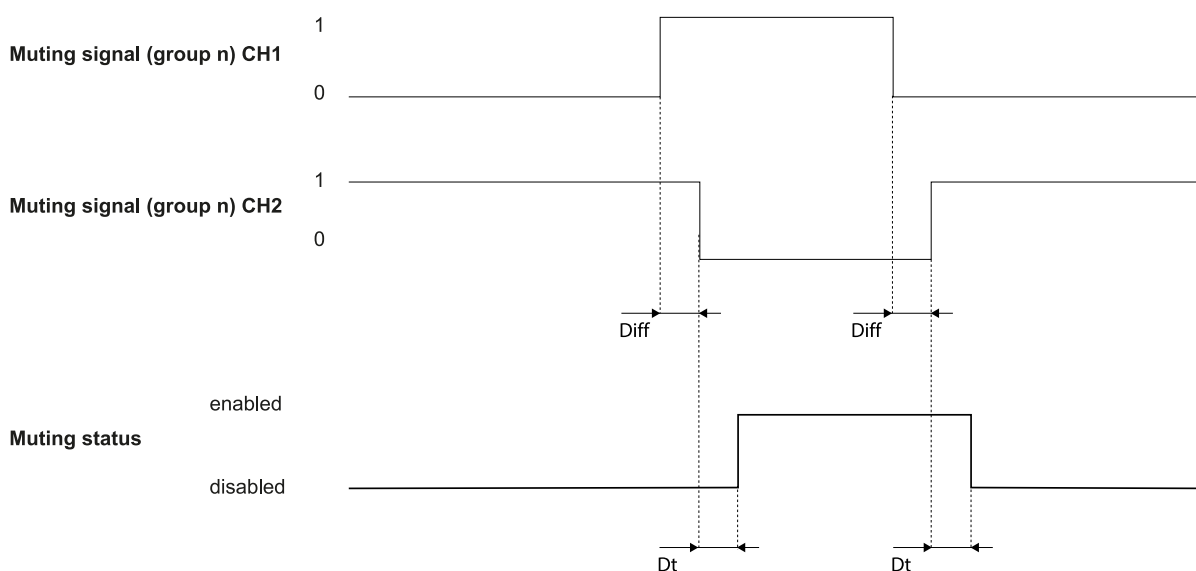 1
Muting signal (group n) CH1
0
1
Muting signal (group n) CH2
0
Diff
Diff
enabled
Muting status
disabled
Dt
Dt